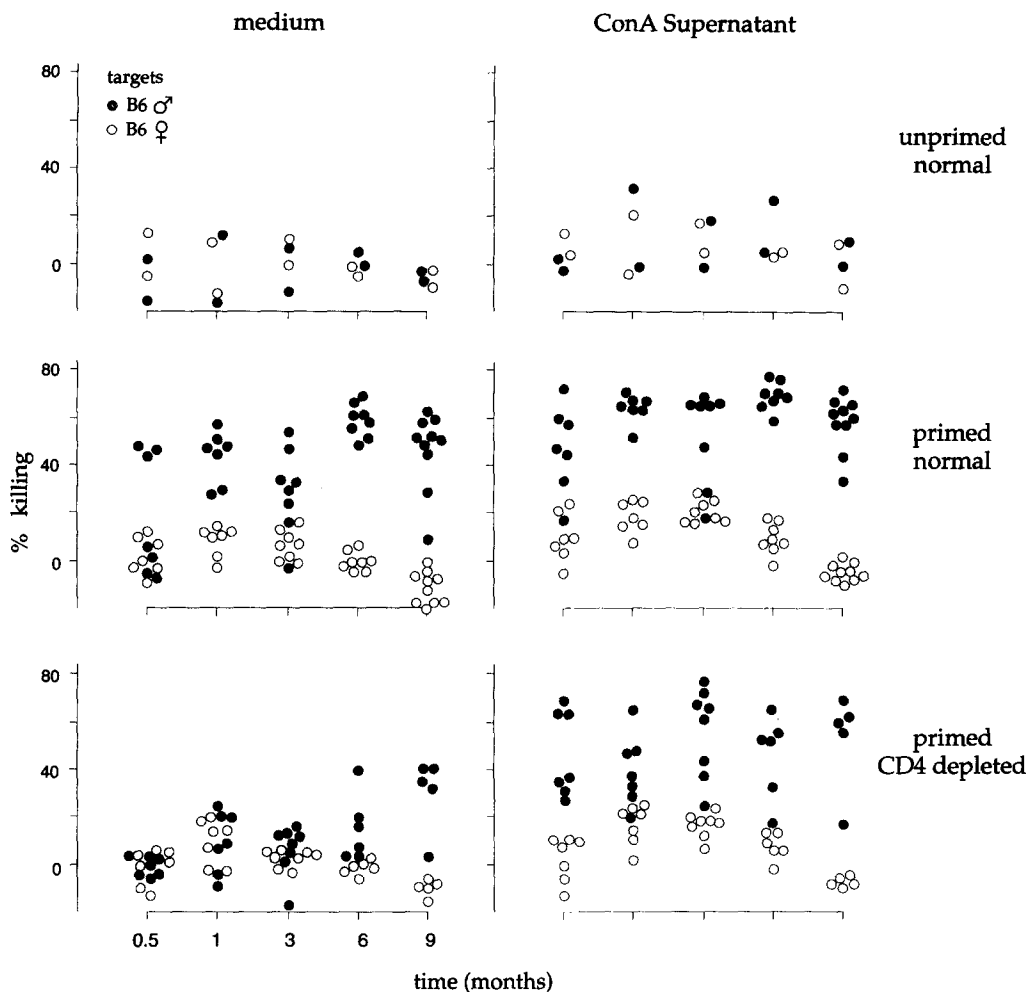 medium
ConA Supernatant
targets
● B6 ♂
○ B6 ♀
80
40
0
unprimed
normal
80
40
0
primed
normal
% killing
80
40
0
primed
CD4 depleted
0.5 1 3 6 9
time (months)